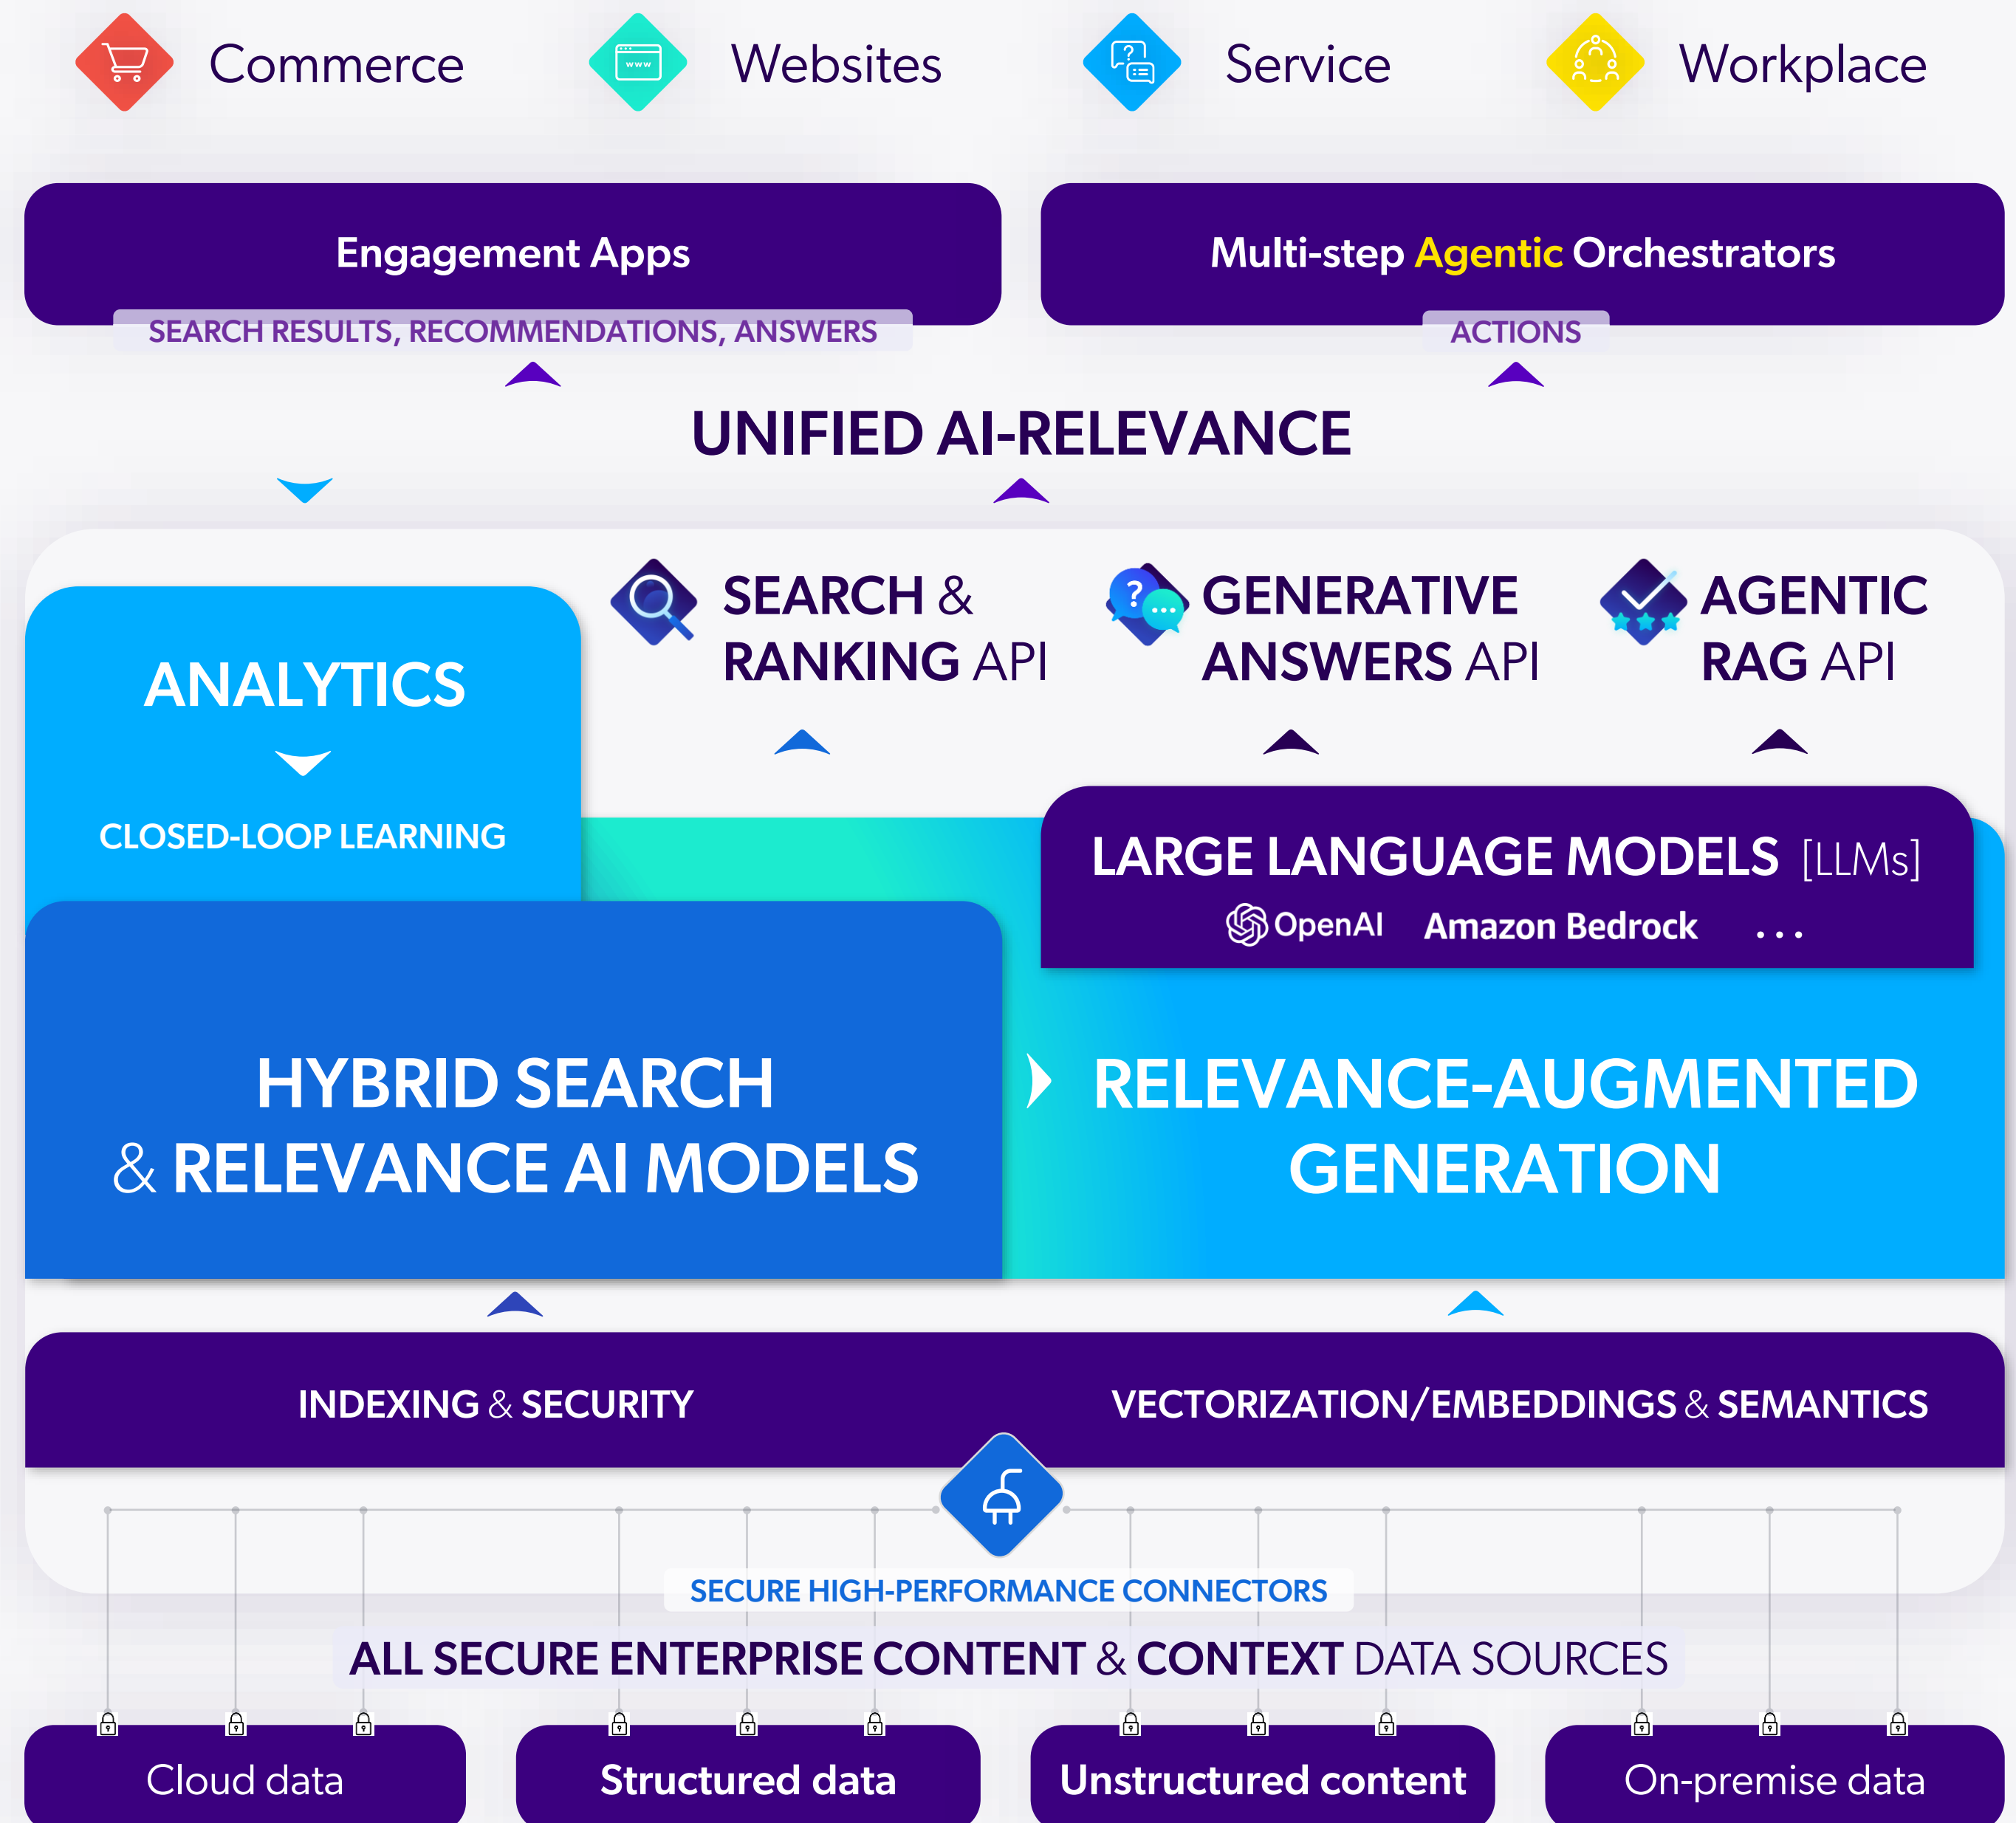 Commerce
Websites
Service
Workplace
Engagement Apps
Multi-step Agentic Orchestrators
SEARCH RESULTS, RECOMMENDATIONS, ANSWERS
ACTIONS
UNIFIED AI-RELEVANCE
ANALYTICS
CLOSED-LOOP LEARNING
WWW
?
SEARCH &
RANKING API
?
GENERATIVE
ANSWERS API
AGENTIC
RAG API
LARGE LANGUAGE MODELS [LLMs]
OpenAI
Amazon Bedrock
...
HYBRID SEARCH
& RELEVANCE AI MODELS
RELEVANCE-AUGMENTED
GENERATION
INDEXING & SECURITY
VECTORIZATION/EMBEDDINGS & SEMANTICS
SECURE HIGH-PERFORMANCE CONNECTORS
ALL SECURE ENTERPRISE CONTENT & CONTEXT DATA SOURCES
Cloud data
Structured data
Unstructured content
On-premise data